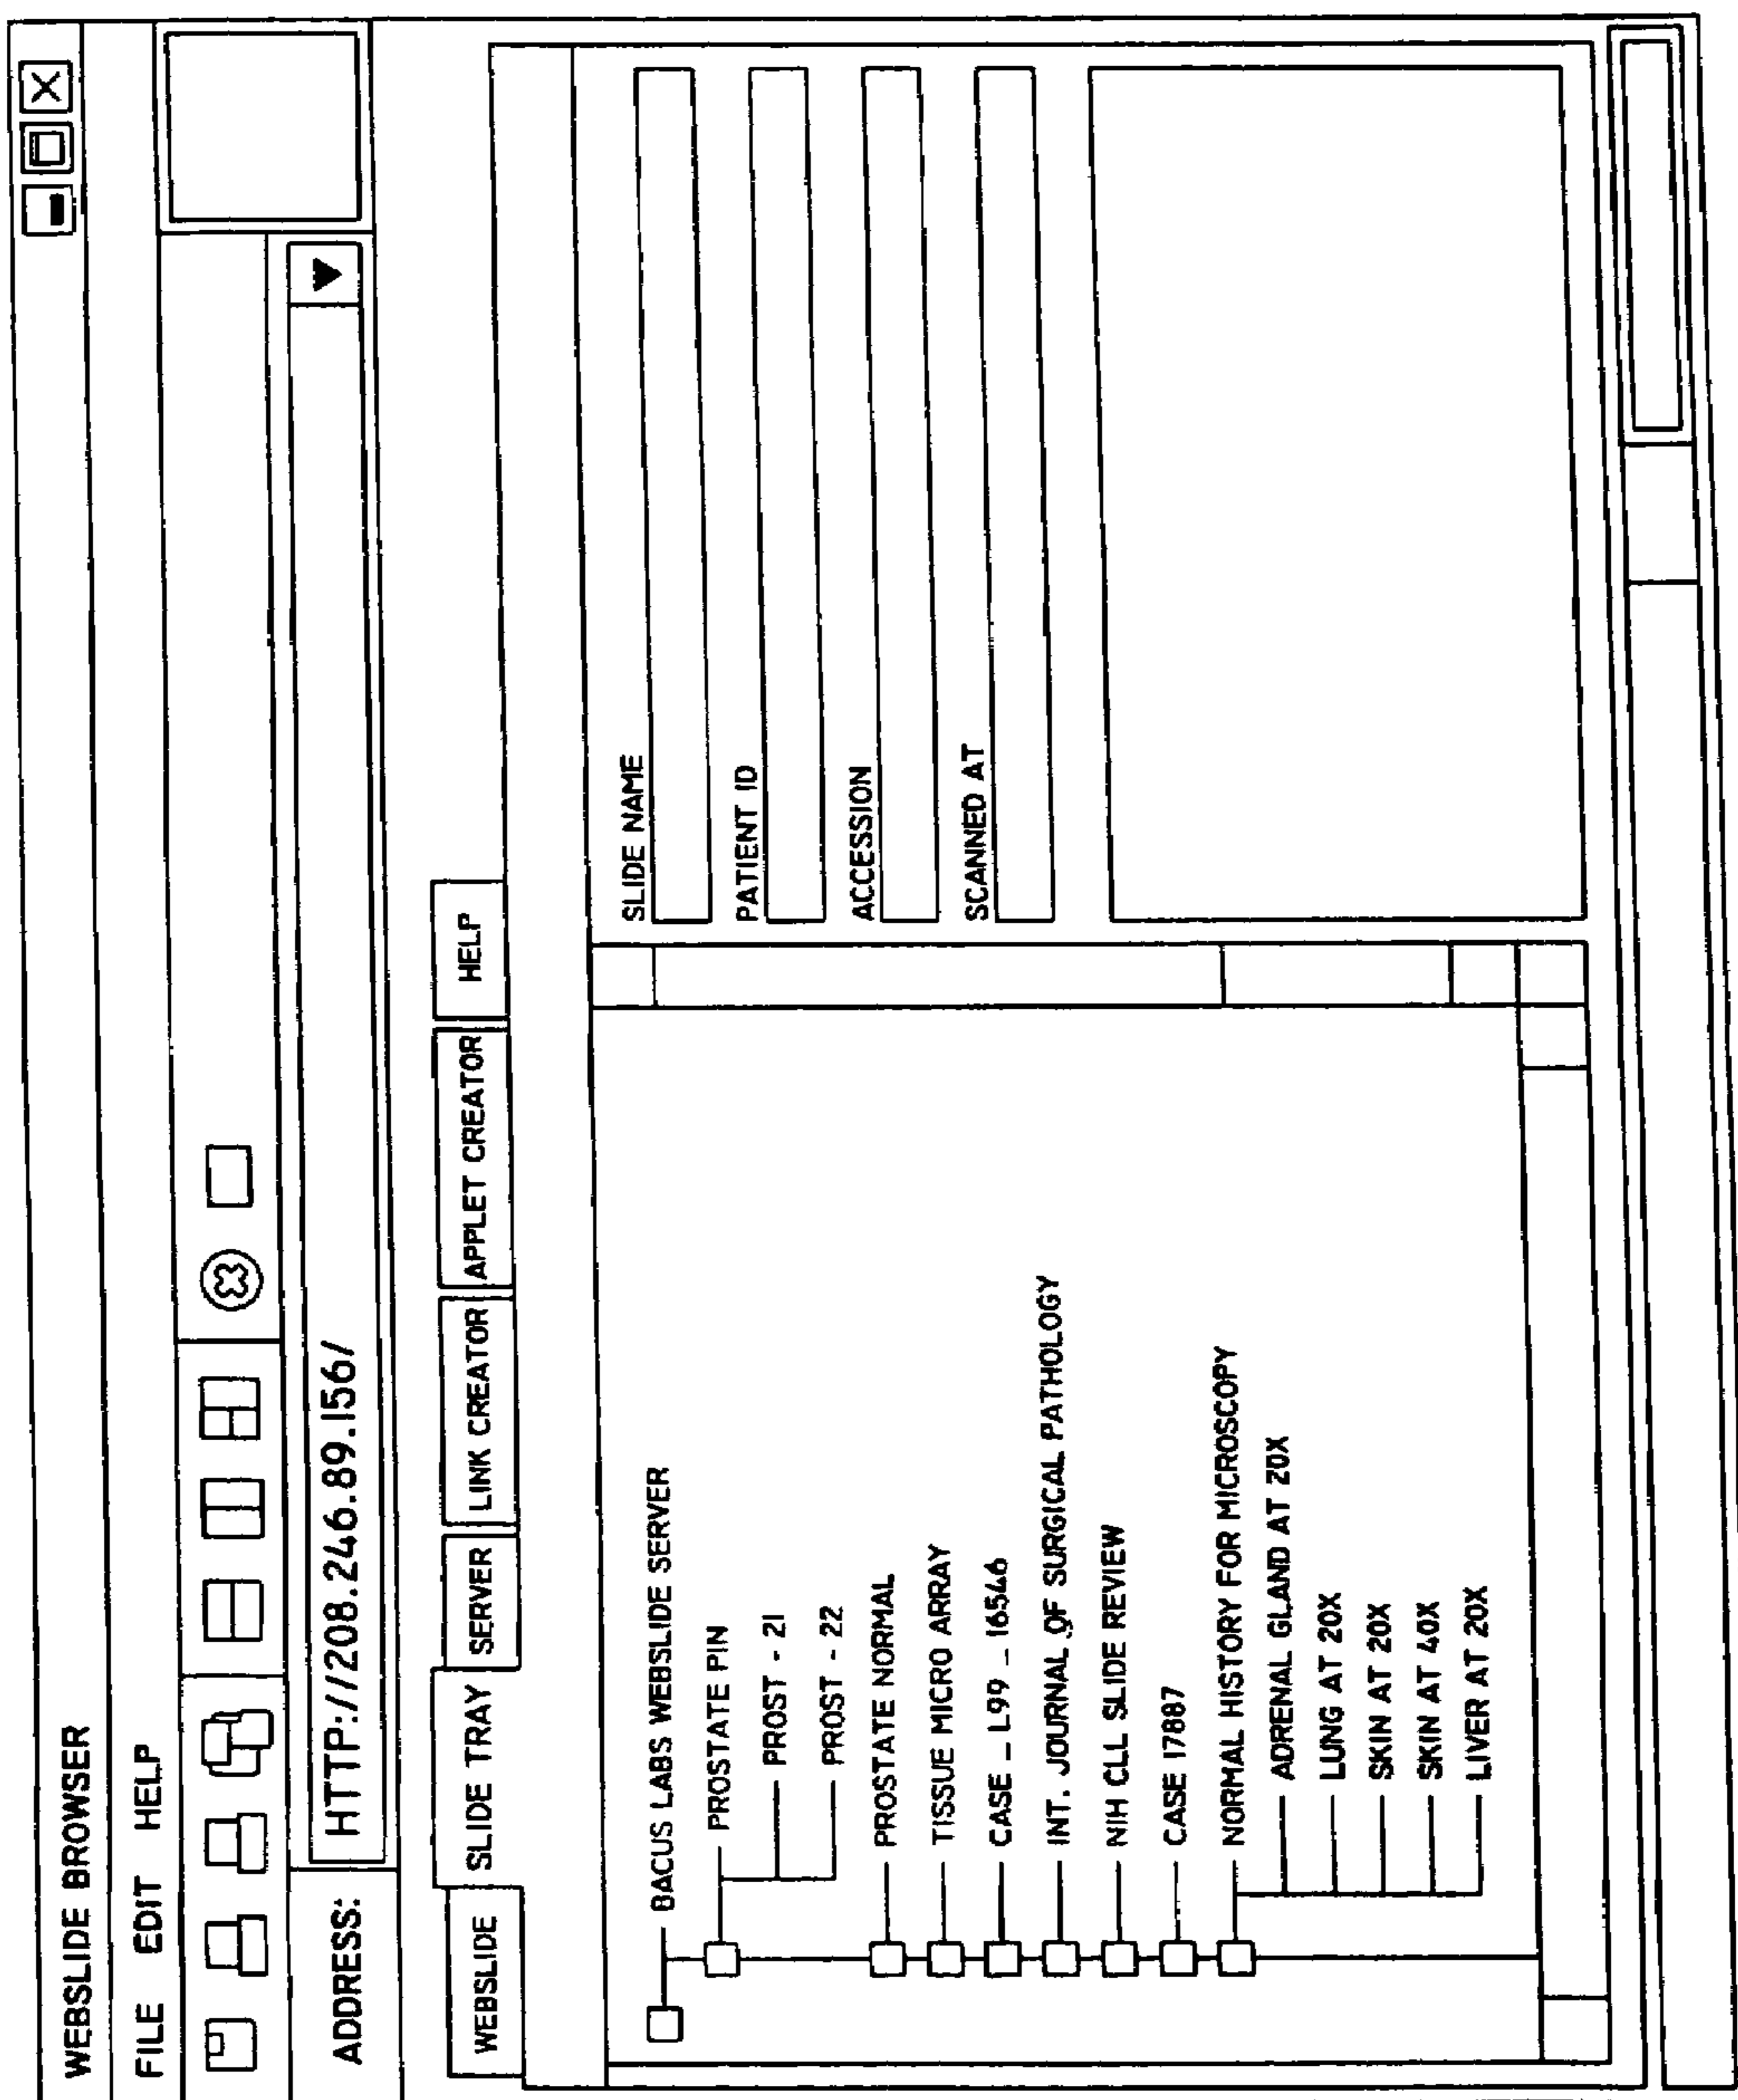 WEBSLIDE BROWSER
FILE EDIT HELP
ADDRESS: HTTP://208.246.89.156/
WEBSLIDE SLIDE TRAY SERVER LINK CREATOR APPLET CREATOR HELP
BACUS LABS WEBSLIDE SERVER
PROSTATE PIN
PROST - 21
PROST - 22
PROSTATE NORMAL
TISSUE MICRO ARRAY
CASE _ L99 _ 16546
INT. JOURNAL OF SURGICAL PATHOLOGY
NIH CLL SLIDE REVIEW
CASE 17887
NORMAL HISTORY FOR MICROSCOPY
ADRENAL GLAND AT 20X
LUNG AT 20X
SKIN AT 20X
SKIN AT 40X
LIVER AT 20X
SLIDE NAME
PATIENT ID
ACCESSION
SCANNED AT